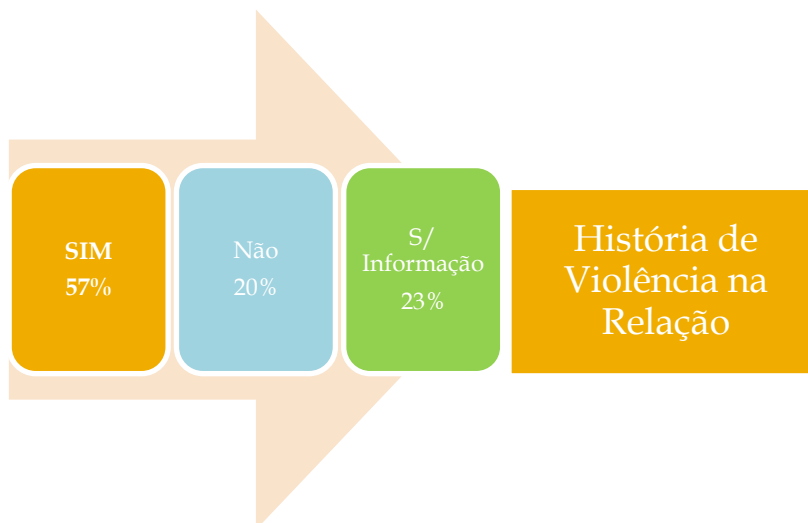 SIM
57%
Não
20%
S/
Informação
23%
História de
Violência na
Relação